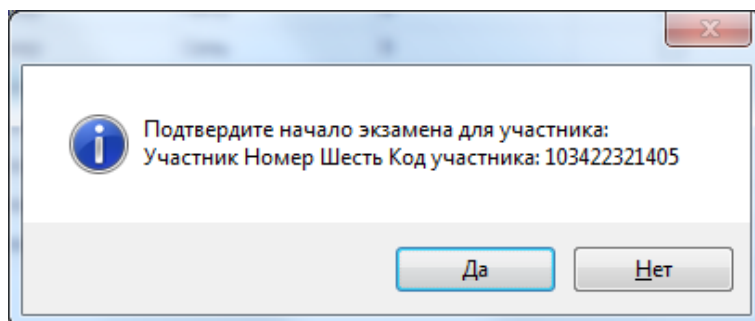 Подтвердите начало экзамена для участника:
Участник Номер Шесть Код участника: 103422321405
Да
Нет